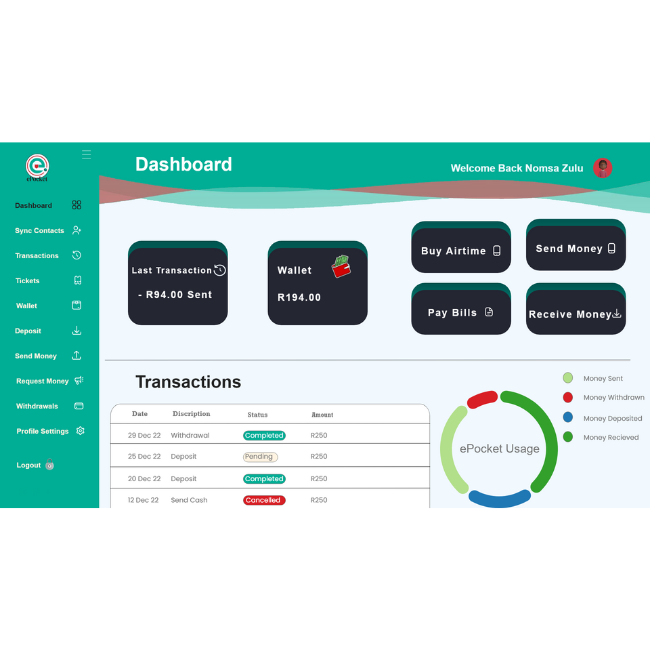 ePocket
Dashboard
Sync Contacts
Transactions
Tickets
Wallet
Deposit
Send Money
Request Money
Withdrawals
Profile Settings
Logout
Dashboard
Welcome Back Nomsa Zulu
Last Transaction
- R94.00 Sent
Wallet
R194.00
Buy Airtime
Send Money
Pay Bills
Receive Money
Transactions
Date Discription Status Amount
29 Dec 22 Withdrawal Completed R250
25 Dec 22 Deposit Pending R250
20 Dec 22 Deposit Completed R250
12 Dec 22 Send Cash Cancelled R250
ePocket Usage
Money Sent
Money Withdrawn
Money Deposited
Money Recieved